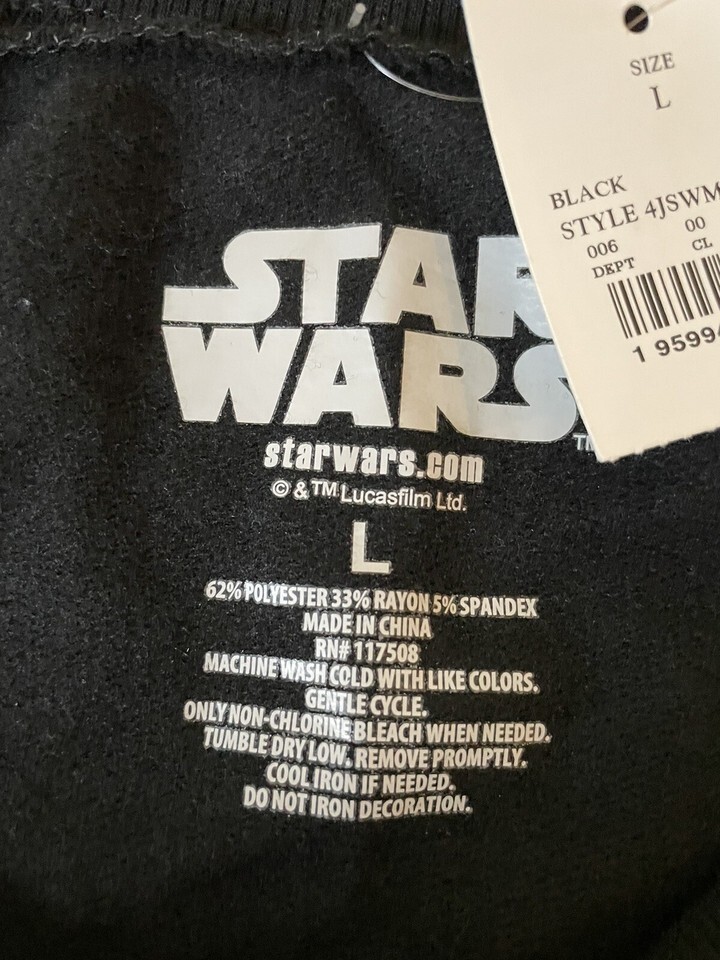 SIZE
L
BLACK
STYLE 4JSWM
006 00
DEPT CL
1 9599
STAR
WARS
starwars.com
© & TM Lucasfilm Ltd.
L
62% POLYESTER 33% RAYON 5% SPANDEX
MADE IN CHINA
RN# 117508
MACHINE WASH COLD WITH LIKE COLORS.
GENTLE CYCLE.
ONLY NON-CHLORINE BLEACH WHEN NEEDED.
TUMBLE DRY LOW. REMOVE PROMPTLY.
COOL IRON IF NEEDED.
DO NOT IRON DECORATION.